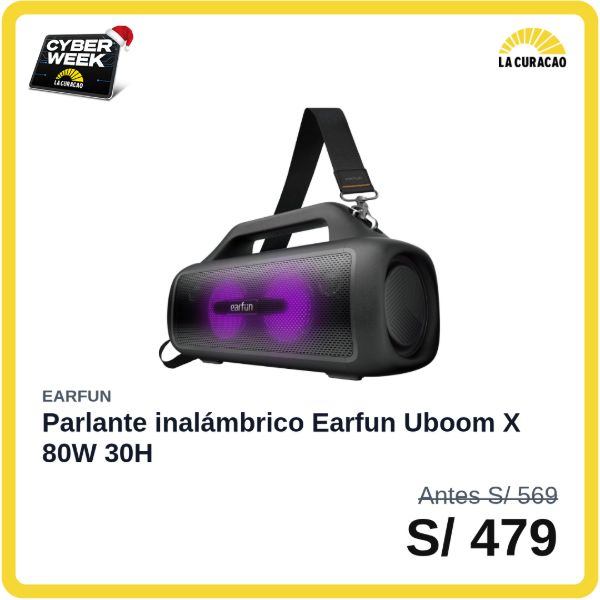 CYBER
WEEK
LA CURACAO
LA CURACAO
earfun
EARFUN
Parlante inalámbrico Earfun Uboom X
80W 30H
Antes S/ 569
S/ 479